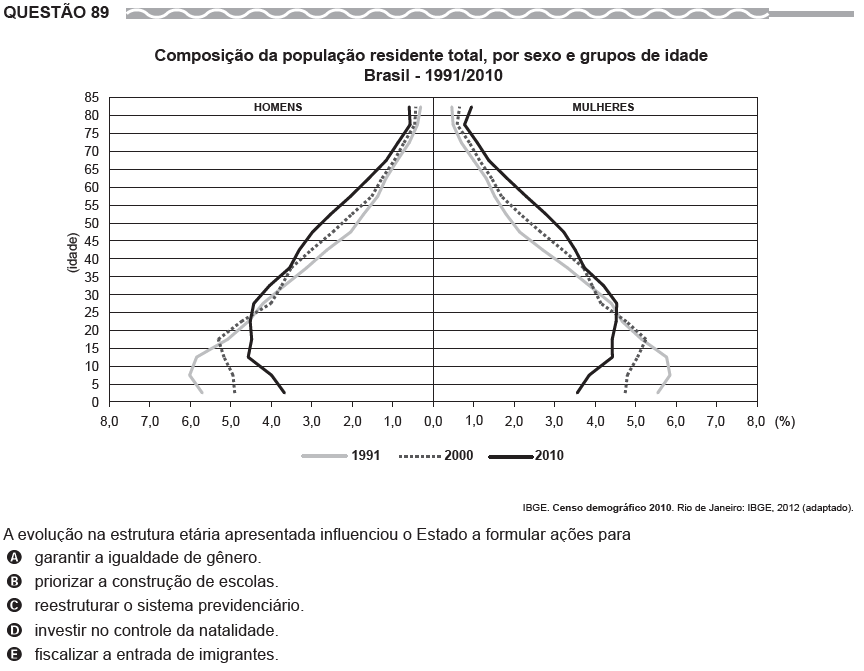 QUESTÃO 89
Composição da população residente total, por sexo e grupos de idade
Brasil - 1991/2010
HOMENS
MULHERES
(idade)
85
80
75
70
65
60
55
50
45
40
35
30
25
20
15
10
5
0
8,0 7,0 6,0 5,0 4,0 3,0 2,0 1,0 0,0 1,0 2,0 3,0 4,0 5,0 6,0 7,0 8,0 (%)
1991 2000 2010
IBGE. Censo demográfico 2010. Rio de Janeiro: IBGE, 2012 (adaptado).
A evolução na estrutura etária apresentada influenciou o Estado a formular ações para
A garantir a igualdade de gênero.
B priorizar a construção de escolas.
C reestruturar o sistema previdenciário.
D investir no controle da natalidade.
E fiscalizar a entrada de imigrantes.